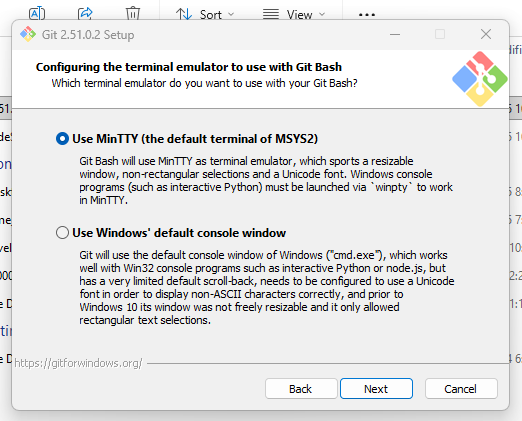 Sort
View
Git 2.51.0.2 Setup
Configuring the terminal emulator to use with Git Bash
Which terminal emulator do you want to use with your Git Bash?
Use MinTTY (the default terminal of MSYS2)
Git Bash will use MinTTY as terminal emulator, which sports a resizable
window, non-rectangular selections and a Unicode font. Windows console
programs (such as interactive Python) must be launched via `winpty` to work
in MinTTY.
Use Windows' default console window
Git will use the default console window of Windows ("cmd.exe"), which works
well with Win32 console programs such as interactive Python or node.js, but
has a very limited default scroll-back, needs to be configured to use a Unicode
font in order to display non-ASCII characters correctly, and prior to
Windows 10 its window was not freely resizable and it only allowed
rectangular text selections.
https://gitforwindows.org/
Back
Next
Cancel